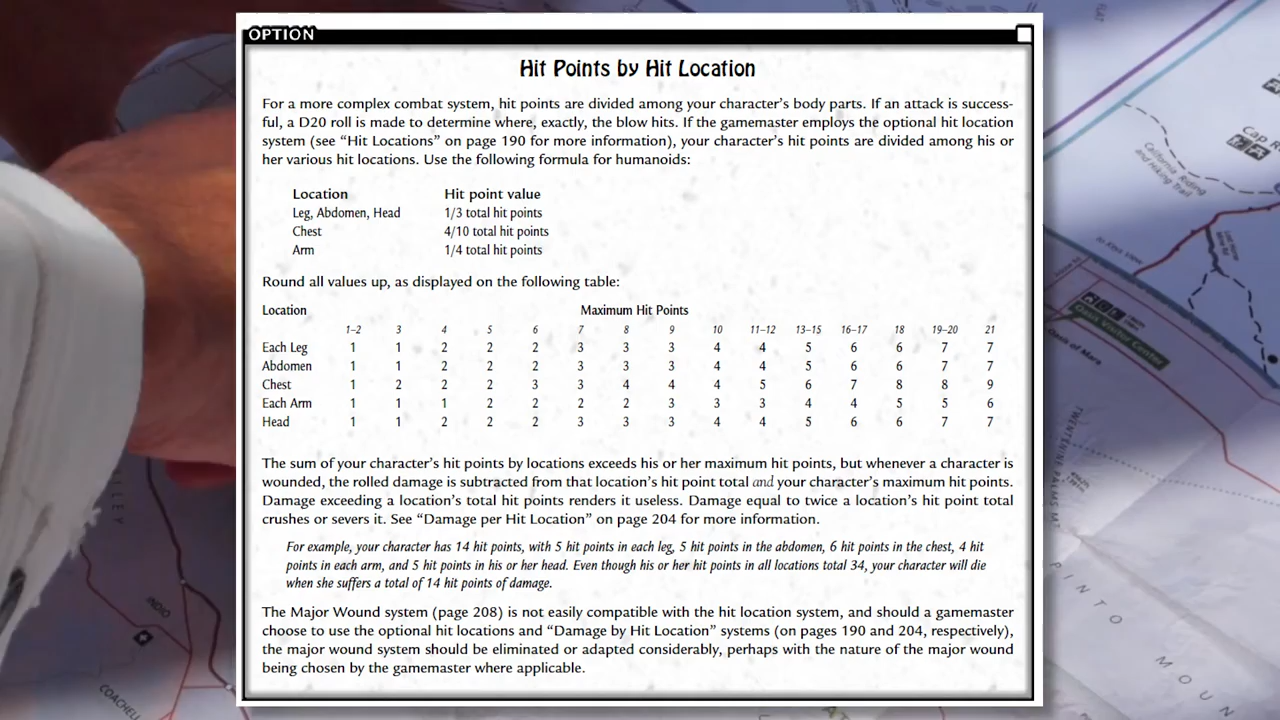 OPTION
Hit Points by Hit Location
For a more complex combat system, hit points are divided among your character's body parts. If an attack is success-
ful, a D20 roll is made to determine where, exactly, the blow hits. If the gamemaster employs the optional hit location
system (see “Hit Locations” on page 190 for more information), your character's hit points are divided among his or
her various hit locations. Use the following formula for humanoids:
Location Hit point value
Leg, Abdomen, Head 1/3 total hit points
Chest 4/10 total hit points
Arm 1/4 total hit points
Round all values up, as displayed on the following table:
Location Maximum Hit Points
1–2 3 4 5 6 7 8 9 10 11–12 13–15 16–17 18 19–20 21
Each Leg 1 1 2 2 2 3 3 3 4 4 5 6 6 7 7
Abdomen 1 1 2 2 2 3 3 3 4 4 5 6 6 7 7
Chest 1 2 2 2 3 3 4 4 4 5 6 7 8 8 9
Each Arm 1 1 1 2 2 2 2 3 3 3 4 4 5 5 6
Head 1 1 2 2 2 3 3 3 4 4 5 6 6 7 7
The sum of your character's hit points by locations exceeds his or her maximum hit points, but whenever a character is
wounded, the rolled damage is subtracted from that location's hit point total and your character's maximum hit points.
Damage exceeding a location's total hit points renders it useless. Damage equal to twice a location's hit point total
crushes or severs it. See “Damage per Hit Location” on page 204 for more information.
For example, your character has 14 hit points, with 5 hit points in each leg, 5 hit points in the abdomen, 6 hit points in the chest, 4 hit
points in each arm, and 5 hit points in his or her head. Even though his or her hit points in all locations total 34, your character will die
when she suffers a total of 14 hit points of damage.
The Major Wound system (page 208) is not easily compatible with the hit location system, and should a gamemaster
choose to use the optional hit locations and “Damage by Hit Location” systems (on pages 190 and 204, respectively),
the major wound system should be eliminated or adapted considerably, perhaps with the nature of the major wound
being chosen by the gamemaster where applicable.
California Riding
and Hiking Trail
Oasis Visitor Center
Oasis of Mara
TWENTYNINE PALMS MT
PINTO
MOUN
INDIO
COACHEL